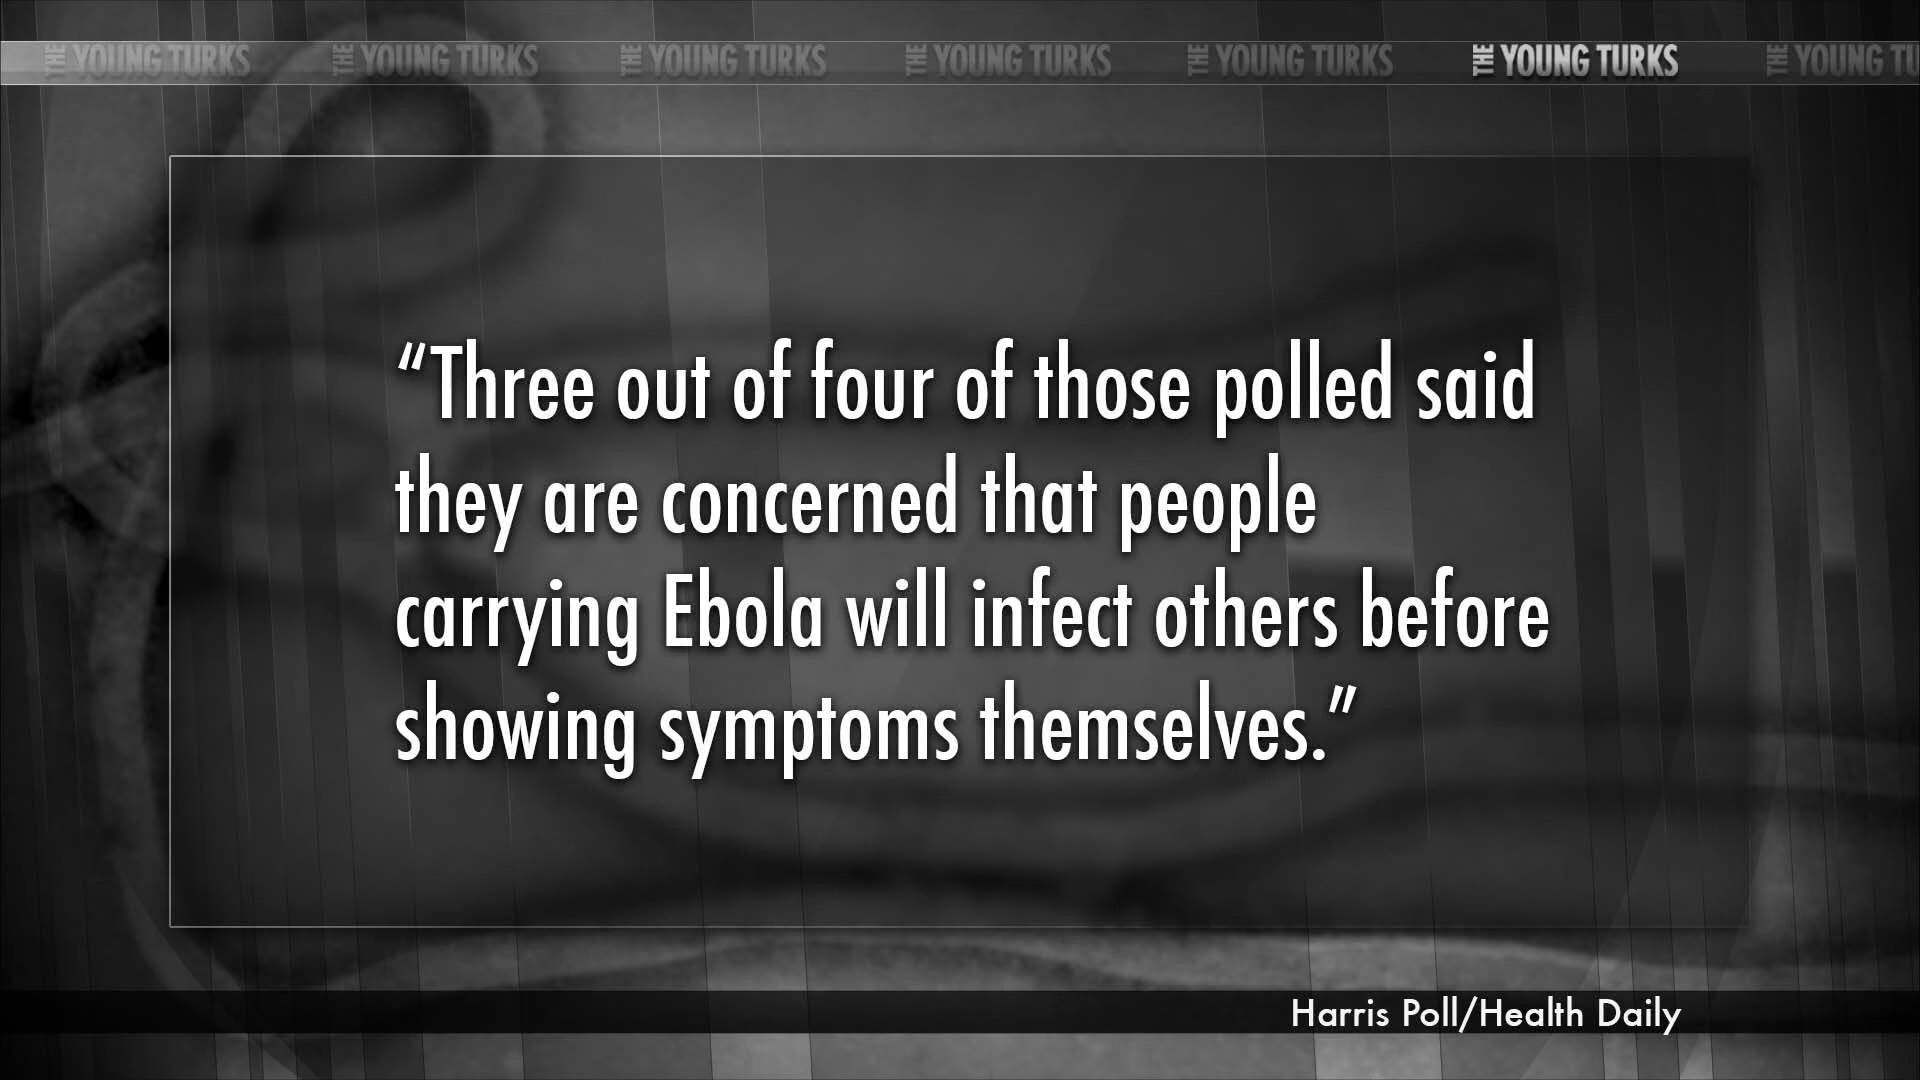 THE YOUNG TURKS THE YOUNG TURKS THE YOUNG TURKS THE YOUNG TURKS THE YOUNG TURKS THE YOUNG TURKS THE YOUNG TU
“Three out of four of those polled said
they are concerned that people
carrying Ebola will infect others before
showing symptoms themselves.”
Harris Poll/Health Daily